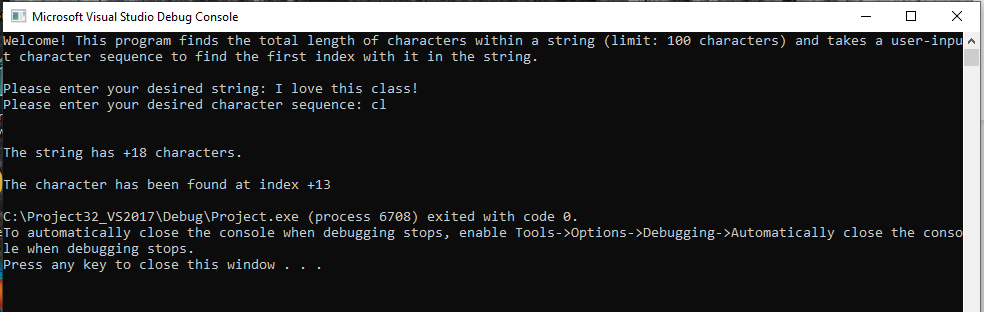 Microsoft Visual Studio Debug Console
Welcome! This program finds the total length of characters within a string (limit: 100 characters) and takes a user-inpu
t character sequence to find the first index with it in the string.
Please enter your desired string: I love this class!
Please enter your desired character sequence: cl
The string has +18 characters.
The character has been found at index +13
C:\Project32_VS2017\Debug\Project.exe (process 6708) exited with code 0.
To automatically close the console when debugging stops, enable Tools->Options->Debugging->Automatically close the conso
le when debugging stops.
Press any key to close this window . . .